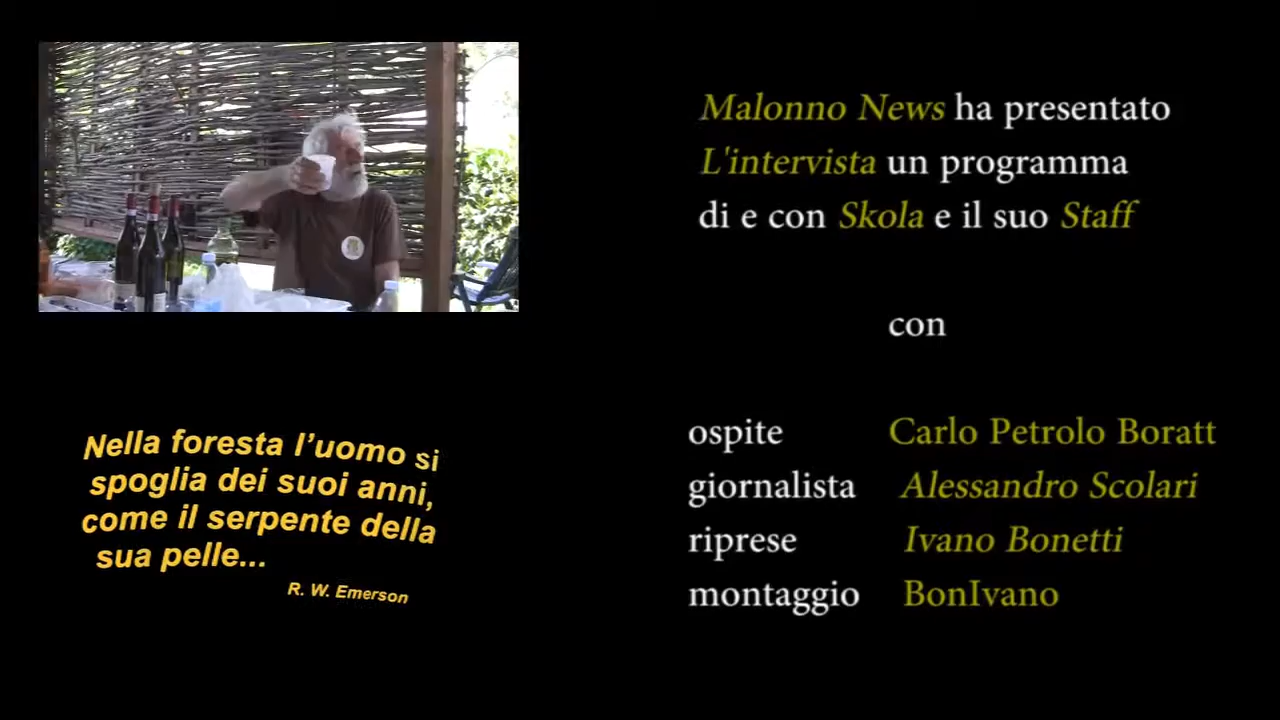 Malonno News ha presentato
L'intervista un programma
di e con Skola e il suo Staff
con
ospite Carlo Petrolo Boratt
giornalista Alessandro Scolari
riprese Ivano Bonetti
montaggio BonIvano
Nella foresta l’uomo si
spoglia dei suoi anni,
come il serpente della
sua pelle...
R. W. Emerson